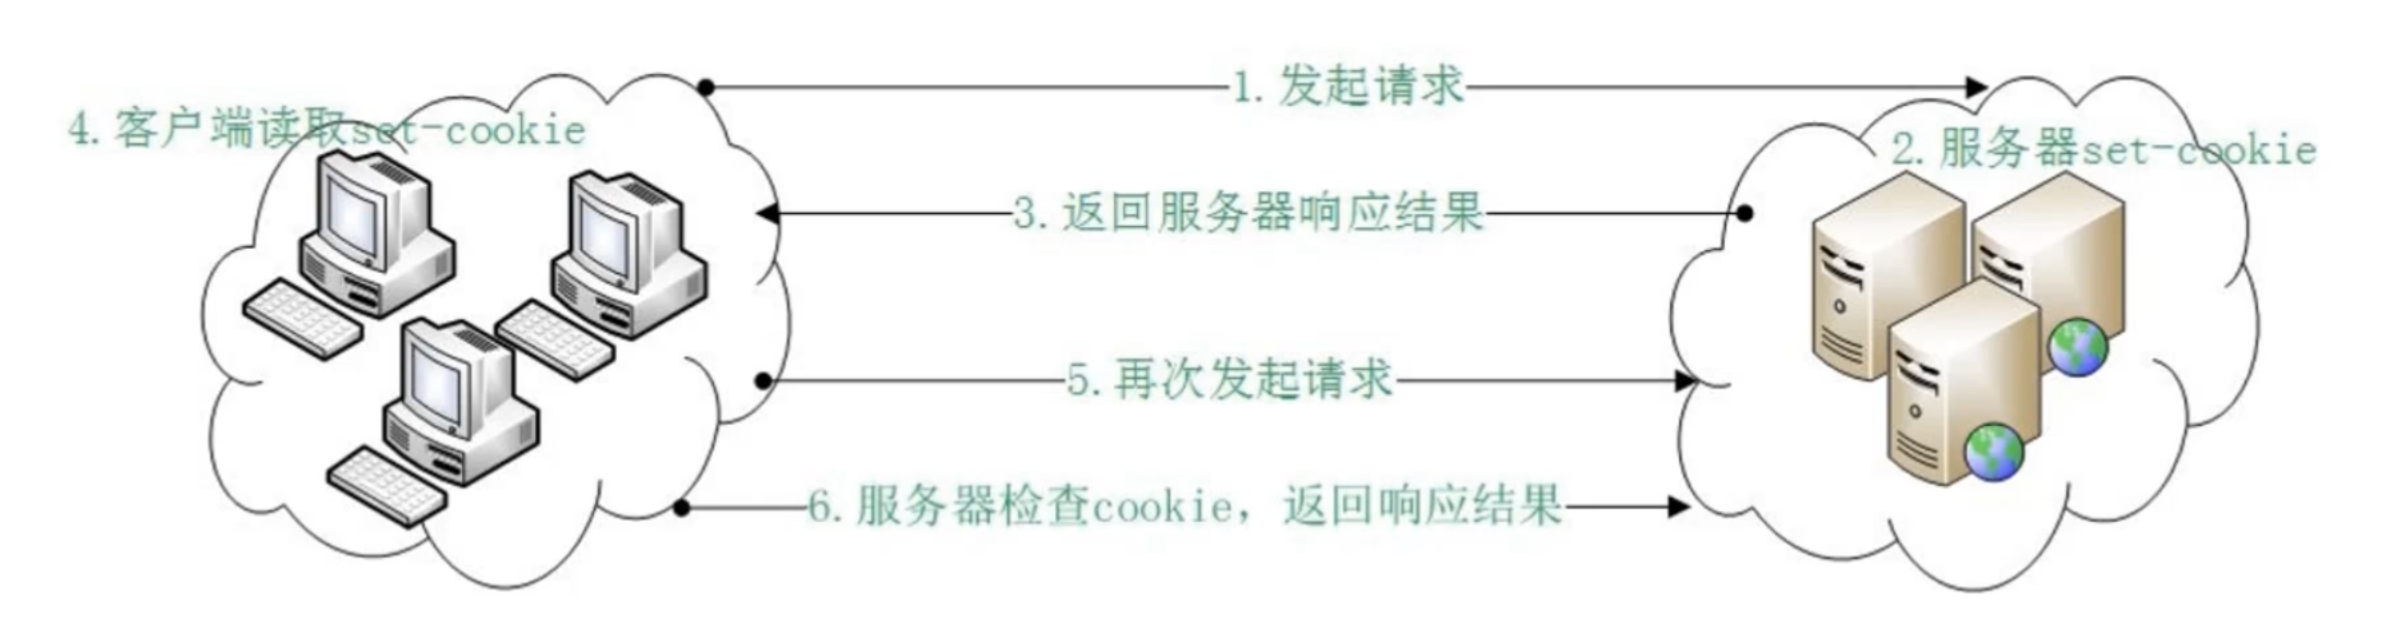 1.发起请求
4.客户端读取set-cookie
2.服务器set-cookie
3.返回服务器响应结果
5.再次发起请求
6.服务器检查cookie，返回响应结果